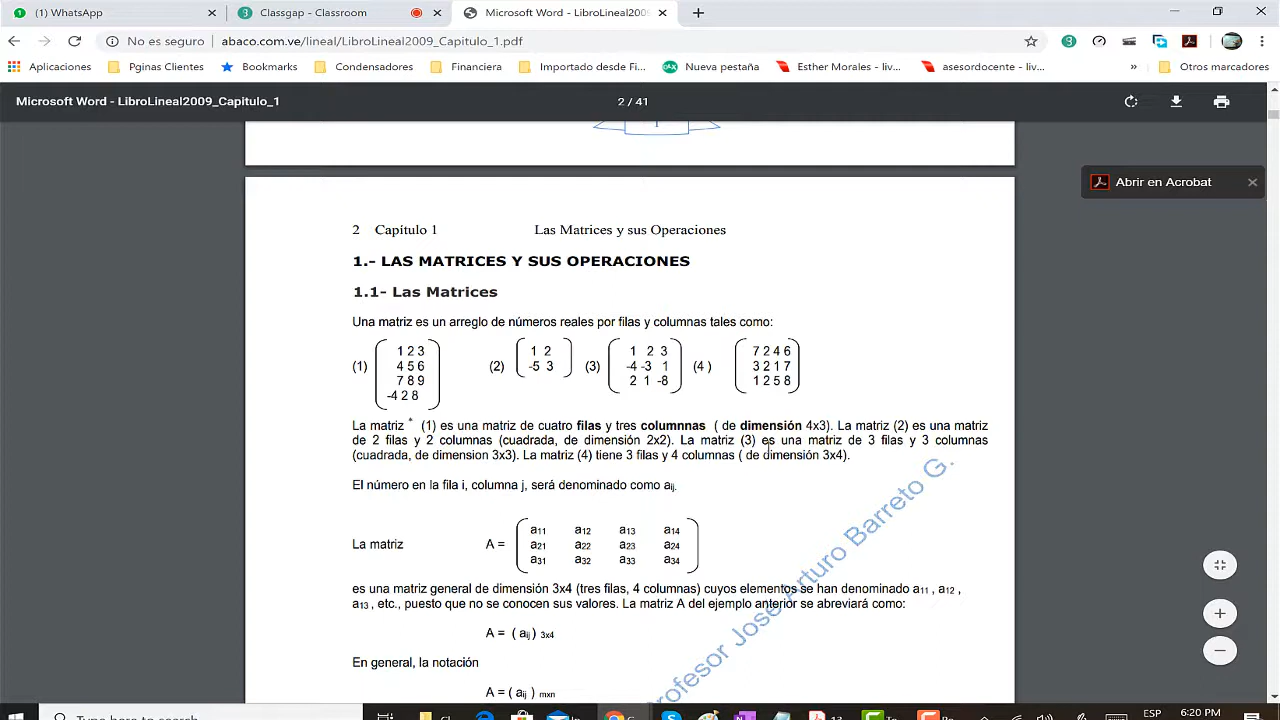 (1) WhatsApp
Classgap - Classroom
Microsoft Word - LibroLineal2009_
No es seguro | abaco.com.ve/lineal/LibroLineal2009_Capitulo_1.pdf
Aplicaciones
Pginas Clientes
Bookmarks
Condensadores
Financiera
Importado desde Fi...
Nueva pestaña
Esther Morales - liv...
asesordocente - liv...
»
Otros marcadores
Microsoft Word - LibroLineal2009_Capitulo_1
2 / 41
1
Abrir en Acrobat
2 Capítulo 1 Las Matrices y sus Operaciones
1.- LAS MATRICES Y SUS OPERACIONES
1.1- Las Matrices
Una matriz es un arreglo de números reales por filas y columnas tales como:
(1)
1 2 3
4 5 6
7 8 9
-4 2 8
(2)
1 2
-5 3
(3)
1 2 3
-4 -3 1
2 1 -8
(4 )
7 2 4 6
3 2 1 7
1 2 5 8
La matriz * (1) es una matriz de cuatro filas y tres columnnas ( de dimensión 4x3). La matriz (2) es una matriz
de 2 filas y 2 columnas (cuadrada, de dimensión 2x2). La matriz (3) es una matriz de 3 filas y 3 columnas
(cuadrada, de dimension 3x3). La matriz (4) tiene 3 filas y 4 columnas ( de dimensión 3x4).
El número en la fila i, columna j, será denominado como aij.
La matriz A =
a11 a12 a13 a14
a21 a22 a23 a24
a31 a32 a33 a34
es una matriz general de dimensión 3x4 (tres filas, 4 columnas) cuyos elementos se han denominado a11 , a12 ,
a13 , etc., puesto que no se conocen sus valores. La matriz A del ejemplo anterior se abreviará como:
A = ( aij ) 3x4
En general, la notación
A = ( aij ) mxn
rofesor José Arturo Barreto G.
ESP
6:20 PM